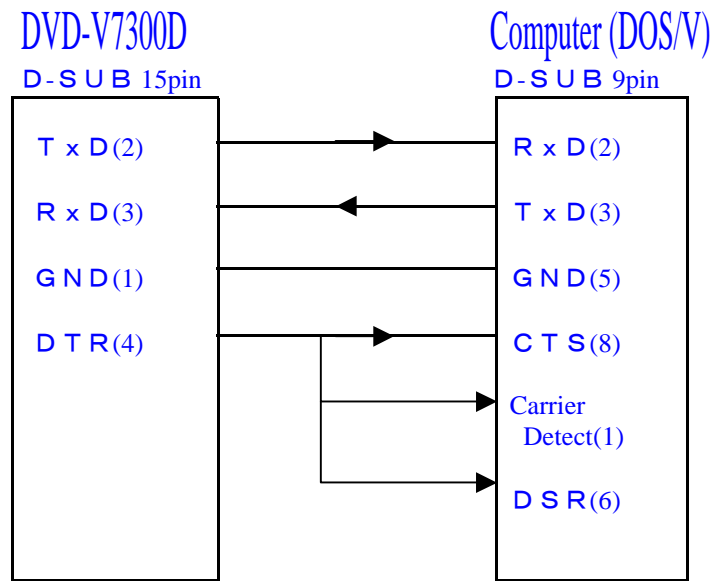 DVD-V7300D
D-SUB 15pin
TxD(2)
RxD(3)
GND(1)
DTR(4)
Computer (DOS/V)
D-SUB 9pin
RxD(2)
TxD(3)
GND(5)
CTS(8)
Carrier
Detect(1)
DSR(6)